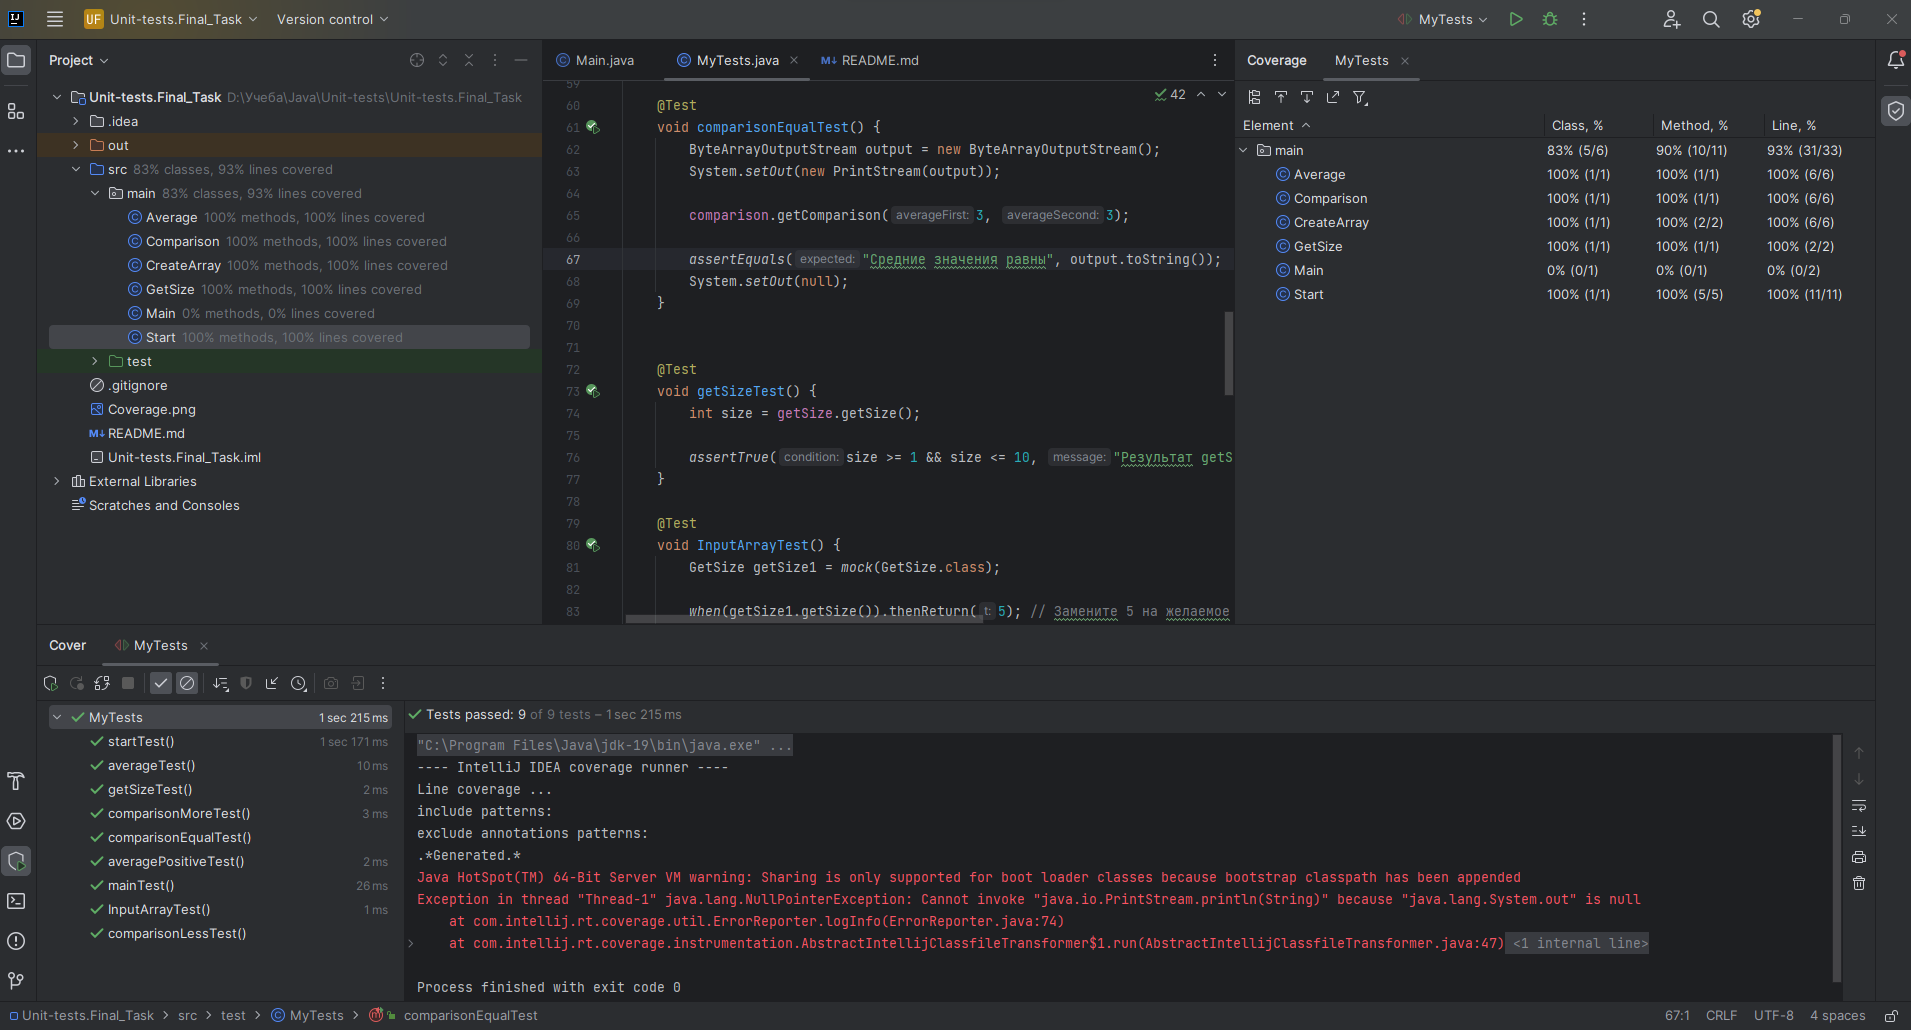 UF Unit-tests.Final_Task Version control MyTests
Project
Unit-tests.Final_Task D:\Учеба\Java\Unit-tests\Unit-tests.Final_Task
.idea
out
src 83% classes, 93% lines covered
main 83% classes, 93% lines covered
Average 100% methods, 100% lines covered
Comparison 100% methods, 100% lines covered
CreateArray 100% methods, 100% lines covered
GetSize 100% methods, 100% lines covered
Main 0% methods, 0% lines covered
Start 100% methods, 100% lines covered
test
.gitignore
Coverage.png
README.md
Unit-tests.Final_Task.iml
External Libraries
Scratches and Consoles
Main.java MyTests.java README.md
42
59
60 @Test
61 void comparisonEqualTest() {
62 ByteArrayOutputStream output = new ByteArrayOutputStream();
63 System.setOut(new PrintStream(output));
64
65 comparison.getComparison( averageFirst: 3, averageSecond: 3);
66
67 assertEquals( expected: "Средние значения равны", output.toString());
68 System.setOut(null);
69 }
70
71
72 @Test
73 void getSizeTest() {
74 int size = getSize.getSize();
75
76 assertTrue( condition: size >= 1 && size <= 10, message: "Результат getS
77 }
78
79 @Test
80 void InputArrayTest() {
81 GetSize getSize1 = mock(GetSize.class);
82
83 when(getSize1.getSize()).thenReturn( t: 5); // Замените 5 на желаемое
Coverage MyTests
Element Class, % Method, % Line, %
main 83% (5/6) 90% (10/11) 93% (31/33)
Average 100% (1/1) 100% (1/1) 100% (6/6)
Comparison 100% (1/1) 100% (1/1) 100% (6/6)
CreateArray 100% (1/1) 100% (2/2) 100% (6/6)
GetSize 100% (1/1) 100% (1/1) 100% (2/2)
Main 0% (0/1) 0% (0/1) 0% (0/2)
Start 100% (1/1) 100% (5/5) 100% (11/11)
Cover MyTests
MyTests 1 sec 215 ms
startTest() 1 sec 171 ms
averageTest() 10 ms
getSizeTest() 2 ms
comparisonMoreTest() 3 ms
comparisonEqualTest()
averagePositiveTest() 2 ms
mainTest() 26 ms
InputArrayTest() 1 ms
comparisonLessTest()
Tests passed: 9 of 9 tests – 1 sec 215 ms
"C:\Program Files\Java\jdk-19\bin\java.exe" ...
---- IntelliJ IDEA coverage runner ----
Line coverage ...
include patterns:
exclude annotations patterns:
.*Generated.*
Java HotSpot(TM) 64-Bit Server VM warning: Sharing is only supported for boot loader classes because bootstrap classpath has been appended
Exception in thread "Thread-1" java.lang.NullPointerException: Cannot invoke "java.io.PrintStream.println(String)" because "java.lang.System.out" is null
at com.intellij.rt.coverage.util.ErrorReporter.logInfo(ErrorReporter.java:74)
at com.intellij.rt.coverage.instrumentation.AbstractIntellijClassfileTransformer$1.run(AbstractIntellijClassfileTransformer.java:47) <1 internal line>
Process finished with exit code 0
Unit-tests.Final_Task > src > test > MyTests > comparisonEqualTest
67:1 CRLF UTF-8 4 spaces